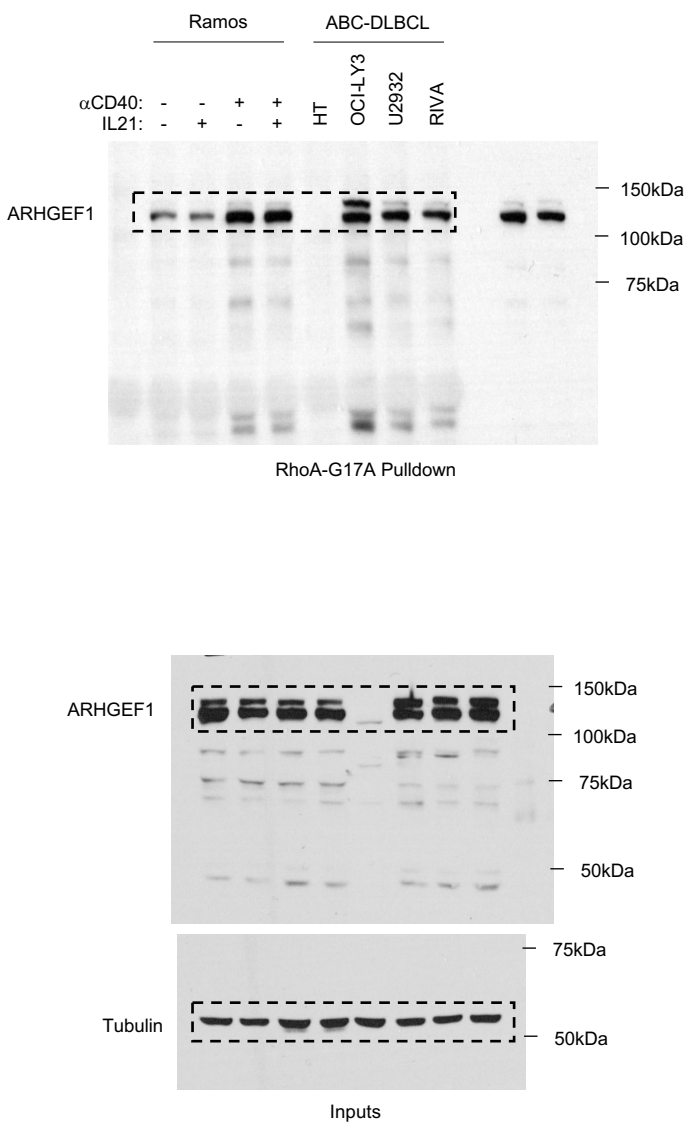 Ramos
ABC-DLBCL
αCD40: - - + +
IL21: - + - +
HT
OCI-LY3
U2932
RIVA
150kDa
ARHGEF1
100kDa
75kDa
RhoA-G17A Pulldown
150kDa
ARHGEF1
100kDa
75kDa
50kDa
75kDa
Tubulin
50kDa
Inputs